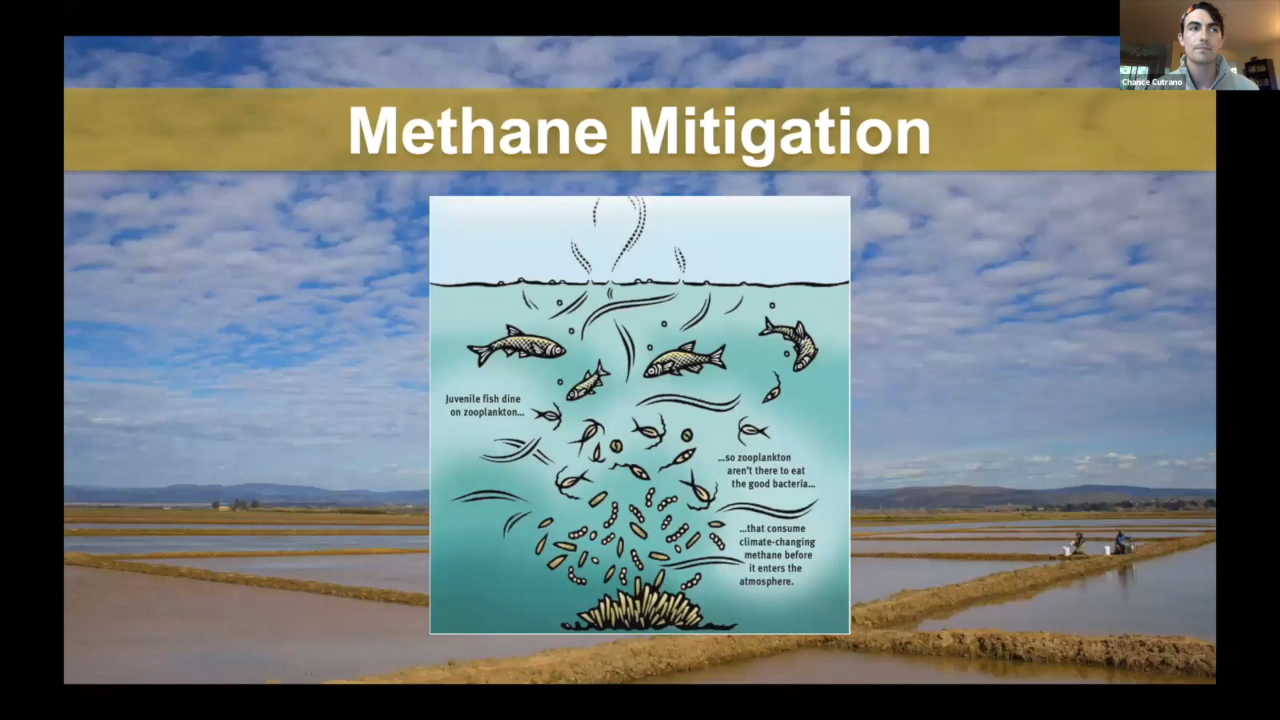 Chance Cutrano
Methane Mitigation
Juvenile fish dine
on zooplankton...
...so zooplankton
aren't there to eat
the good bacteria...
...that consume
climate-changing
methane before
it enters the
atmosphere.